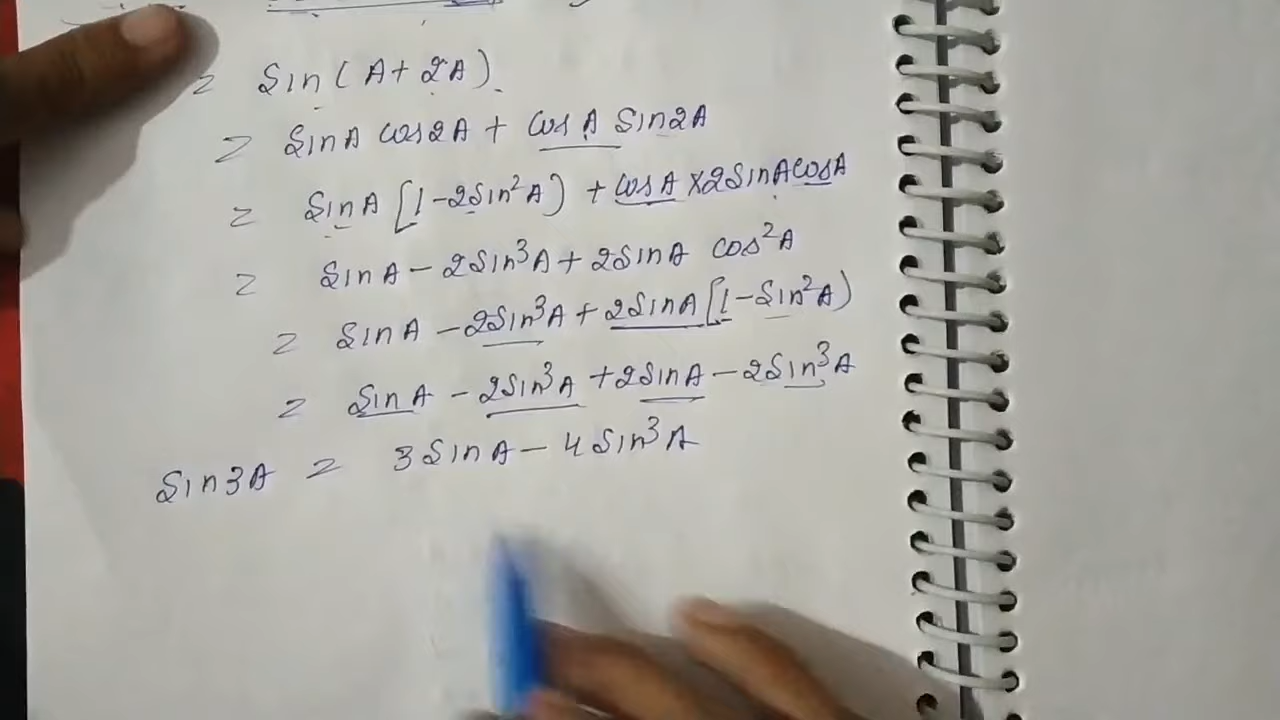 = Sin(A+2A)
= SinA cos2A + cosA Sin2A
= SinA[1-2Sin²A) + cosA×2SinAcosA
= SinA-2Sin³A+2SinA cos²A
= SinA-2Sin³A+2SinA[1-Sin²A)
= SinA-2Sin³A+2SinA-2Sin³A
Sin3A = 3SinA-4Sin³A